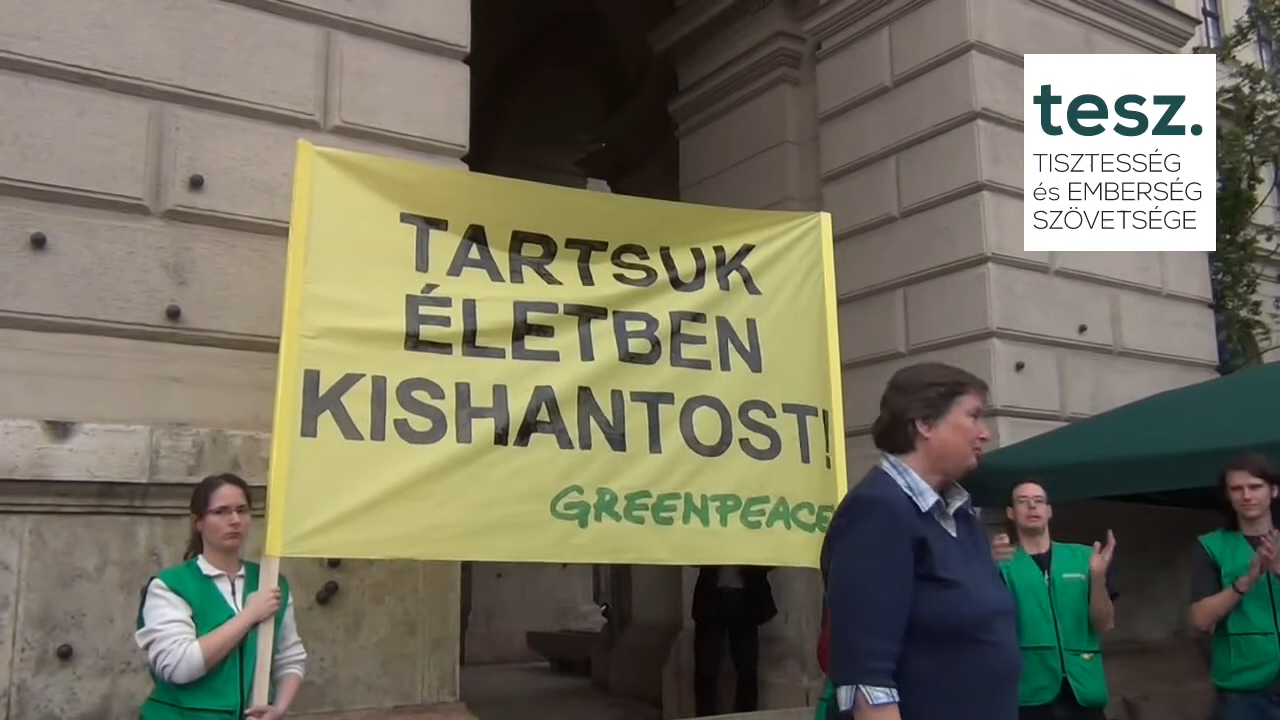 TARTSUK
ÉLETBEN
KISHANTOST!
GREENPEACE
tesz.
TISZTESSÉG
és EMBERSÉG
SZÖVETSÉGE